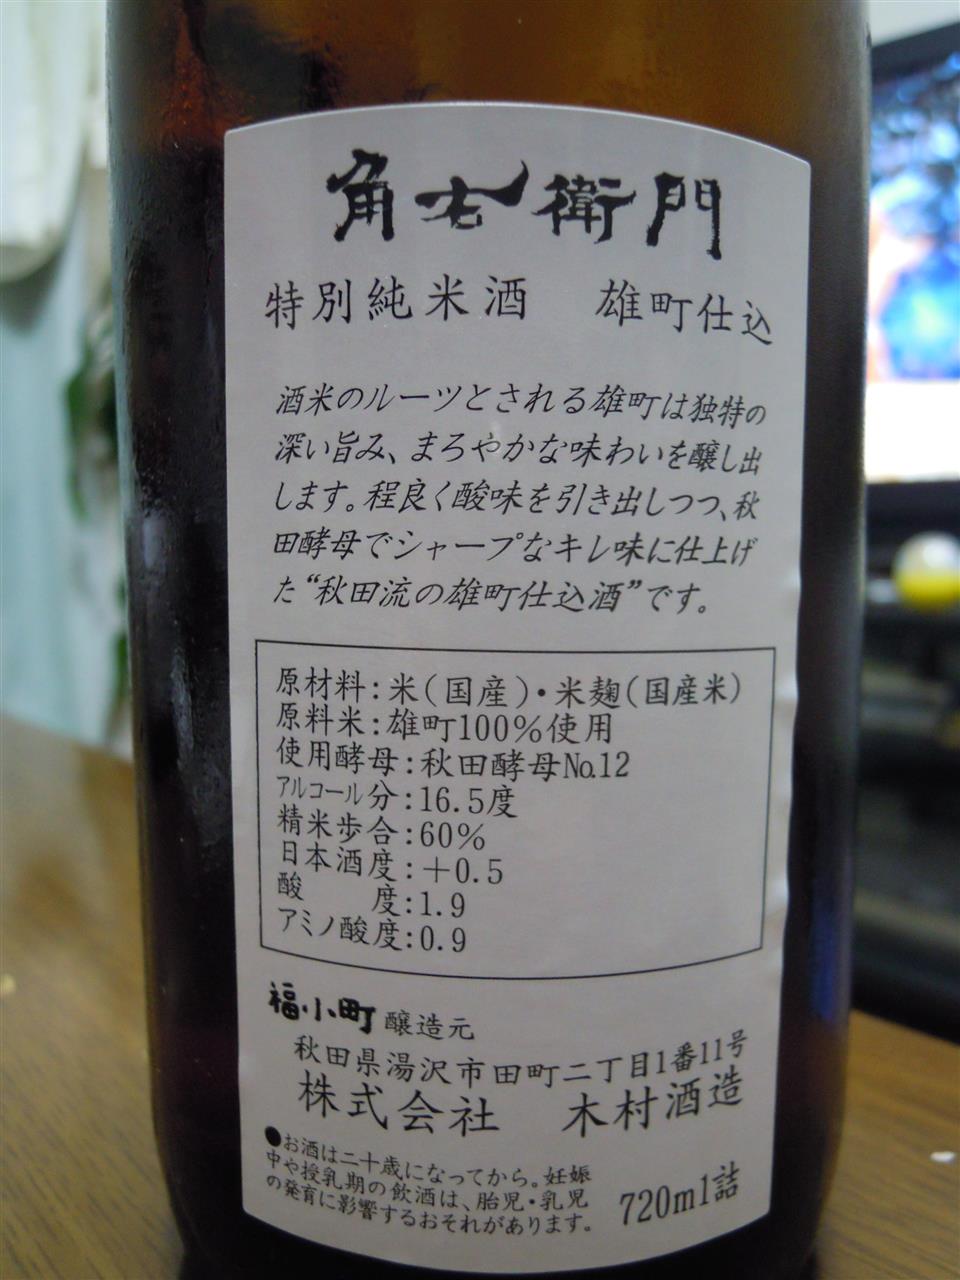 角右衛門
特別純米酒　雄町仕込
酒米のルーツとされる雄町は独特の
深い旨み、まろやかな味わいを醸し出
します。程良く酸味を引き出しつつ、秋
田酵母でシャープなキレ味に仕上げ
た“秋田流の雄町仕込酒”です。
原材料:米(国産)・米麹(国産米)
原料米:雄町100%使用
使用酵母:秋田酵母No.12
アルコール分:16.5度
精米歩合:60%
日本酒度:+0.5
酸　　度:1.9
アミノ酸度:0.9
福小町 醸造元
秋田県湯沢市田町二丁目1番11号
株式会社　木村酒造
●お酒は二十歳になってから。妊娠
中や授乳期の飲酒は、胎児・乳児
の発育に影響するおそれがあります。
720ml詰